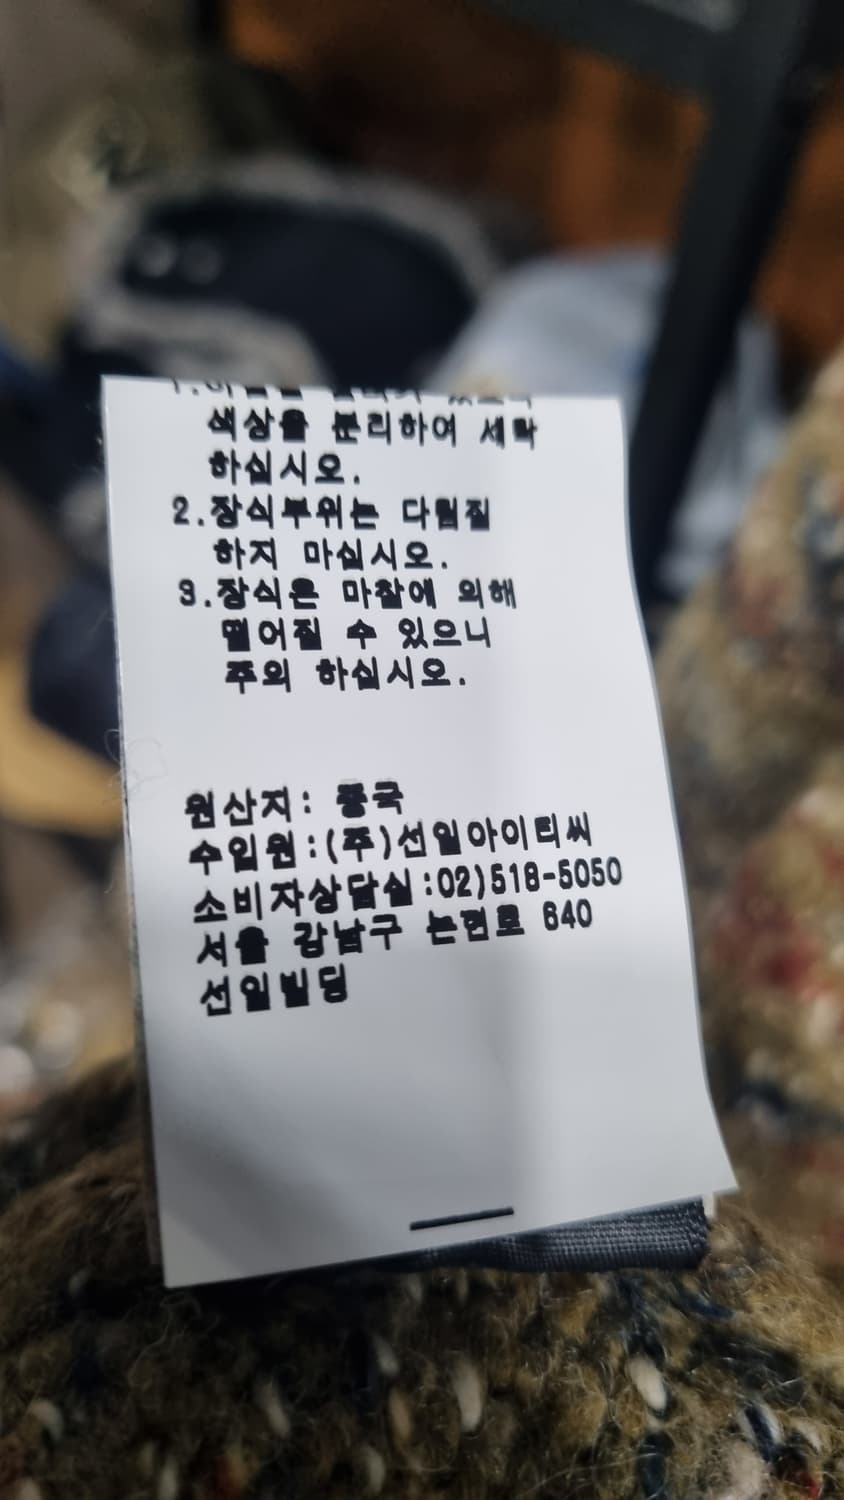 색상을 분리하여 세탁
하십시오.
2.장식부위는 다림질
하지 마십시오.
3.장식은 마찰에 의해
떨어질 수 있으니
주의 하십시오.
원산지: 중국
수입원:(주)선일아이티씨
소비자상담실:02)518-5050
서울 강남구 논현로 640
선일빌딩